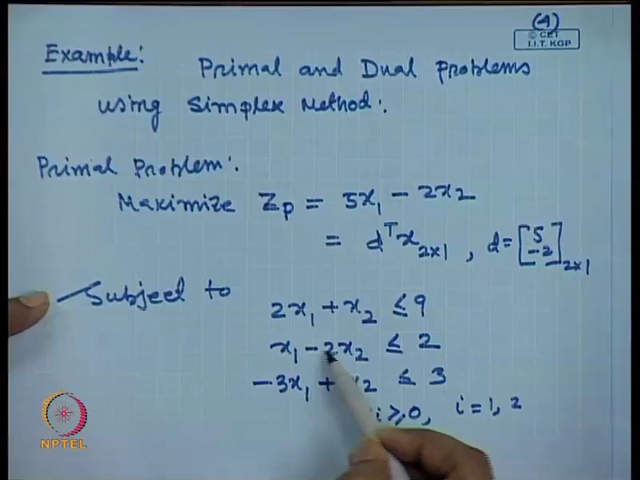 (4)
© CET
I.I.T. KGP
Example: Primal and Dual Problems
using Simplex Method:.
Primal Problem:
Maximize Zp = 5x₁ - 2x₂
= dᵀx₂ₓ₁ , d = [5 -2]₂ₓ₁
Subject to
2x₁ + x₂ ≤ 9
x₁ - 2x₂ ≤ 2
-3x₁ + x₂ ≤ 3
i ≥ 0, i = 1, 2
NPTEL